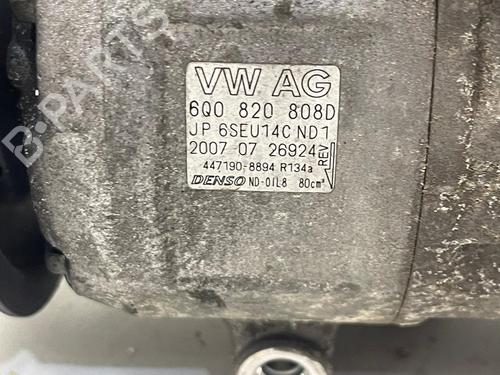 VW AG
6Q0 820 808D
JP 6SEU14C ND1
2007 07 26924
REV
447190-8894 R134a
DENSO ND-OIL8 80cm³
B-PARTS